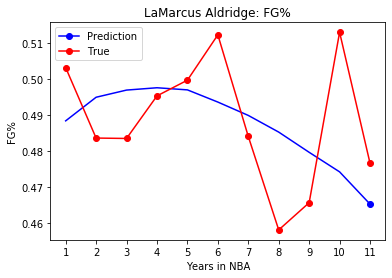 LaMarcus Aldridge: FG%
Prediction
True
FG%
0.51
0.50
0.49
0.48
0.47
0.46
1 2 3 4 5 6 7 8 9 10 11
Years in NBA